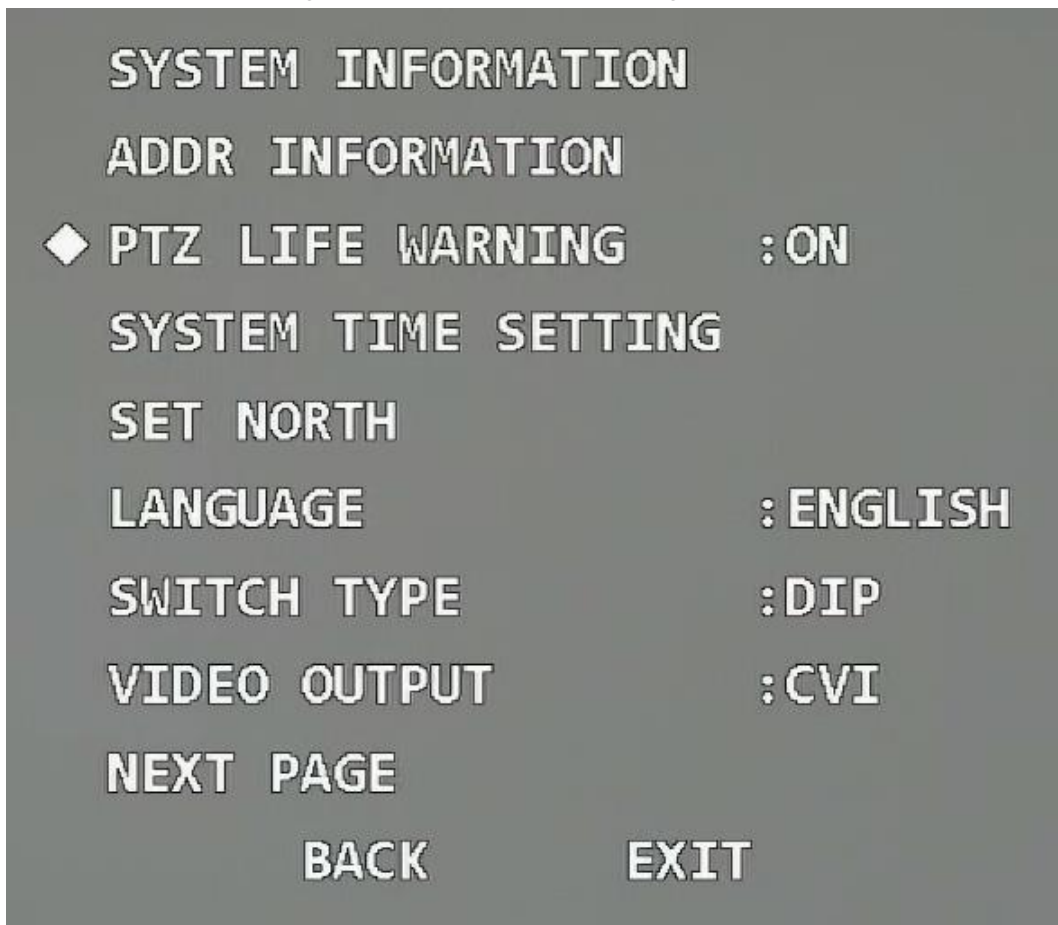 SYSTEM INFORMATION
ADDR INFORMATION
PTZ LIFE WARNING :ON
SYSTEM TIME SETTING
SET NORTH
LANGUAGE :ENGLISH
SWITCH TYPE :DIP
VIDEO OUTPUT :CVI
NEXT PAGE
BACK EXIT